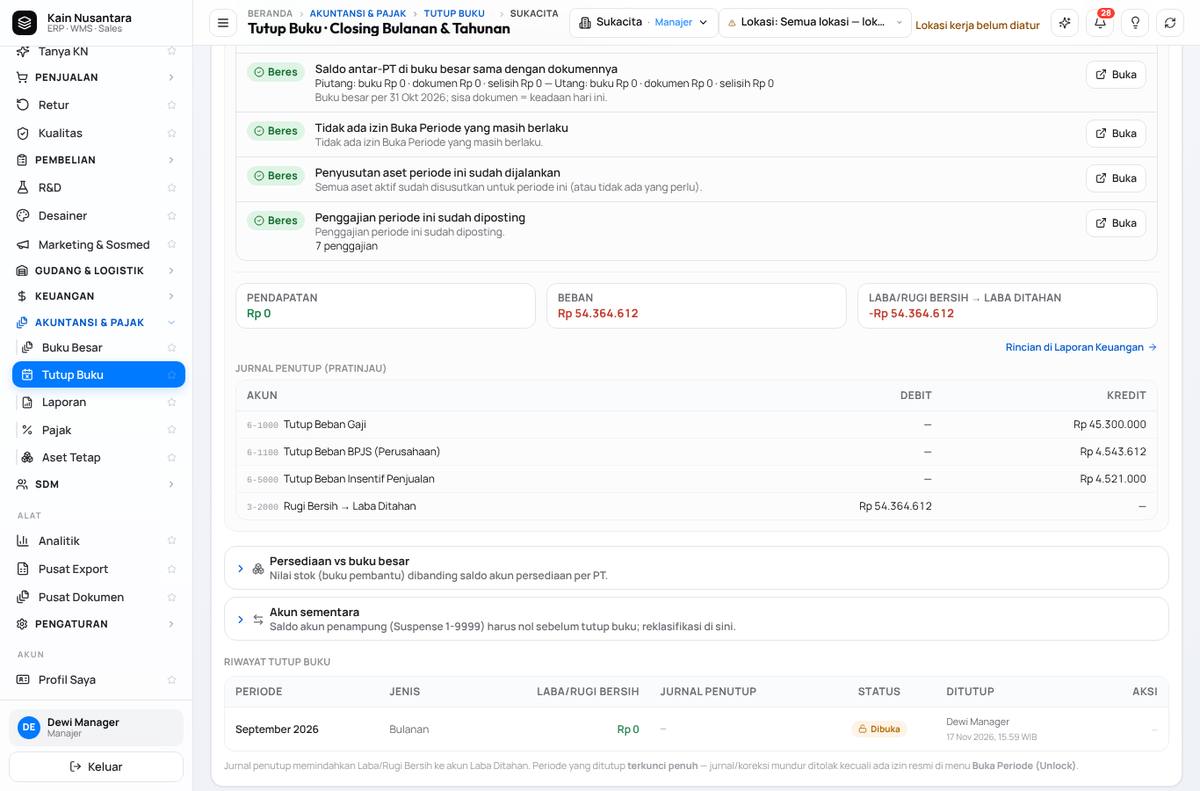 Kain Nusantara
ERP · WMS · Sales
BERANDA › AKUNTANSI & PAJAK › TUTUP BUKU › SUKACITA
Tutup Buku · Closing Bulanan & Tahunan
Sukacita · Manajer
Lokasi: Semua lokasi — lok...
Lokasi kerja belum diatur
28
Tanya KN
PENJUALAN
Retur
Kualitas
PEMBELIAN
R&D
Desainer
Marketing & Sosmed
GUDANG & LOGISTIK
KEUANGAN
AKUNTANSI & PAJAK
Buku Besar
Tutup Buku
Laporan
Pajak
Aset Tetap
SDM
ALAT
Analitik
Pusat Export
Pusat Dokumen
PENGATURAN
AKUN
Profil Saya
DE
Dewi Manager
Manajer
Keluar
Beres
Saldo antar-PT di buku besar sama dengan dokumennya
Piutang: buku Rp 0 · dokumen Rp 0 · selisih Rp 0 — Utang: buku Rp 0 · dokumen Rp 0 · selisih Rp 0
Buku besar per 31 Okt 2026; sisa dokumen = keadaan hari ini.
Buka
Beres
Tidak ada izin Buka Periode yang masih berlaku
Tidak ada izin Buka Periode yang masih berlaku.
Buka
Beres
Penyusutan aset periode ini sudah dijalankan
Semua aset aktif sudah disusutkan untuk periode ini (atau tidak ada yang perlu).
Buka
Beres
Penggajian periode ini sudah diposting
Penggajian periode ini sudah diposting.
7 penggajian
Buka
PENDAPATAN
Rp 0
BEBAN
Rp 54.364.612
LABA/RUGI BERSIH → LABA DITAHAN
-Rp 54.364.612
Rincian di Laporan Keuangan →
JURNAL PENUTUP (PRATINJAU)
AKUN DEBIT KREDIT
6-1000 Tutup Beban Gaji — Rp 45.300.000
6-1100 Tutup Beban BPJS (Perusahaan) — Rp 4.543.612
6-5000 Tutup Beban Insentif Penjualan — Rp 4.521.000
3-2000 Rugi Bersih → Laba Ditahan Rp 54.364.612 —
Persediaan vs buku besar
Nilai stok (buku pembantu) dibanding saldo akun persediaan per PT.
Akun sementara
Saldo akun penampung (Suspense 1-9999) harus nol sebelum tutup buku; reklasifikasi di sini.
RIWAYAT TUTUP BUKU
PERIODE JENIS LABA/RUGI BERSIH JURNAL PENUTUP STATUS DITUTUP AKSI
September 2026 Bulanan Rp 0 — Dibuka Dewi Manager —
17 Nov 2026, 15.59 WIB
Jurnal penutup memindahkan Laba/Rugi Bersih ke akun Laba Ditahan. Periode yang ditutup terkunci penuh — jurnal/koreksi mundur ditolak kecuali ada izin resmi di menu Buka Periode (Unlock).